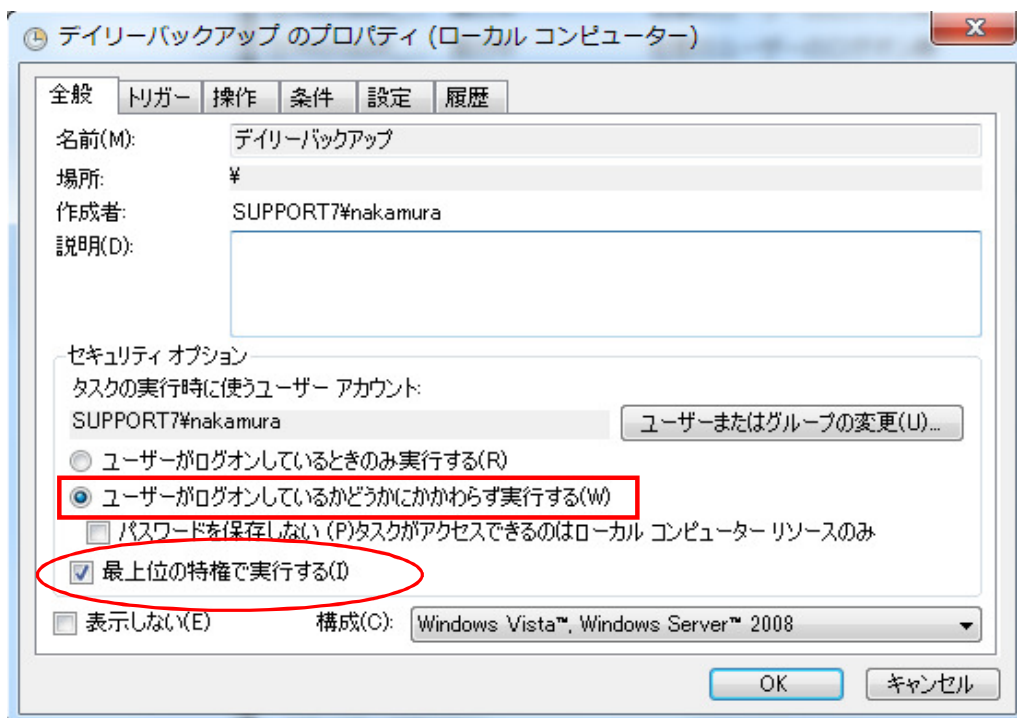 デイリーバックアップ のプロパティ (ローカル コンピューター)
全般 トリガー 操作 条件 設定 履歴
名前(M): デイリーバックアップ
場所: ¥
作成者: SUPPORT7¥nakamura
説明(D):
セキュリティ オプション
タスクの実行時に使うユーザー アカウント:
SUPPORT7¥nakamura ユーザーまたはグループの変更(U)...
ユーザーがログオンしているときのみ実行する(R)
ユーザーがログオンしているかどうかにかかわらず実行する(W)
パスワードを保存しない (P)タスクがアクセスできるのはローカル コンピューター リソースのみ
最上位の特権で実行する(I)
表示しない(E) 構成(C): Windows Vista™, Windows Server™ 2008
OK キャンセル